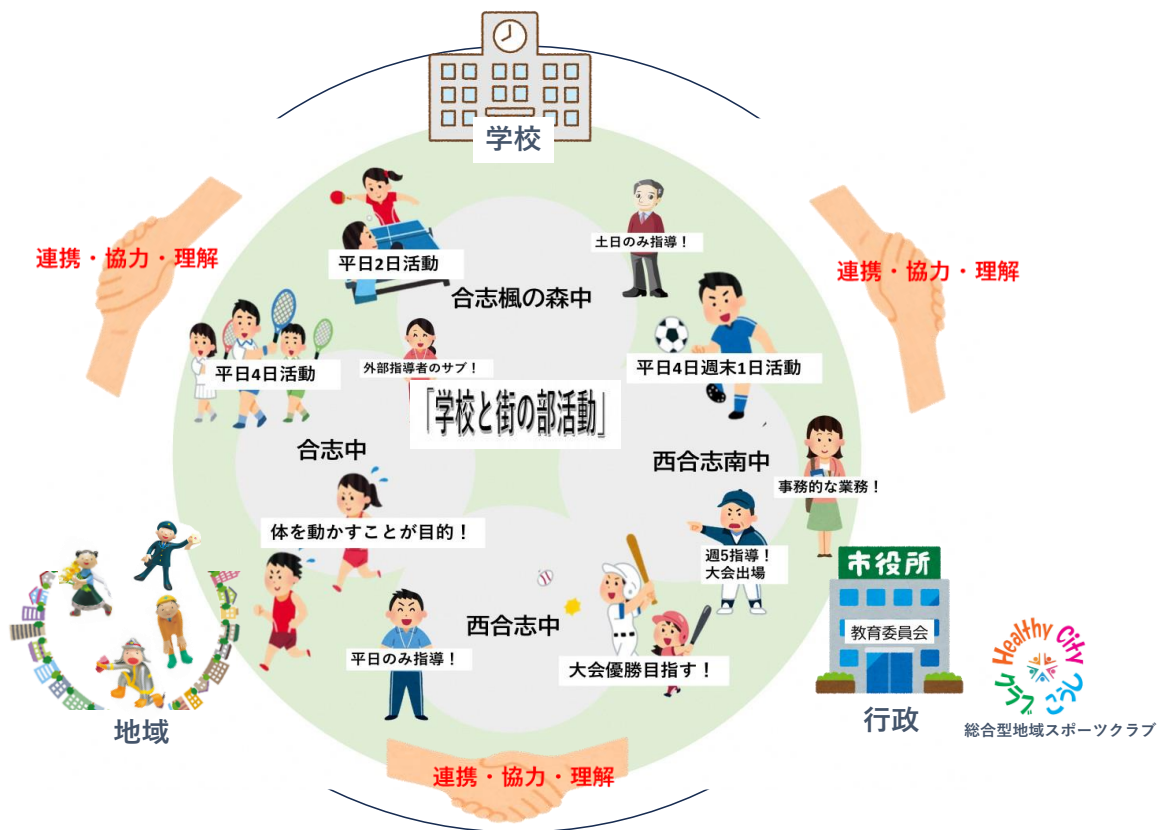 学校
連携・協力・理解
連携・協力・理解
土日のみ指導!
平日2日活動
合志楓の森中
平日4日活動
外部指導者のサブ!
平日4日週末1日活動
「学校と街の部活動」
合志中
西合志南中
事務的な業務!
体を動かすことが目的!
週5指導!
大会出場
市役所
教育委員会
西合志中
平日のみ指導!
大会優勝目指す!
Healthy City
クラブ こうし
地域
行政
総合型地域スポーツクラブ
連携・協力・理解